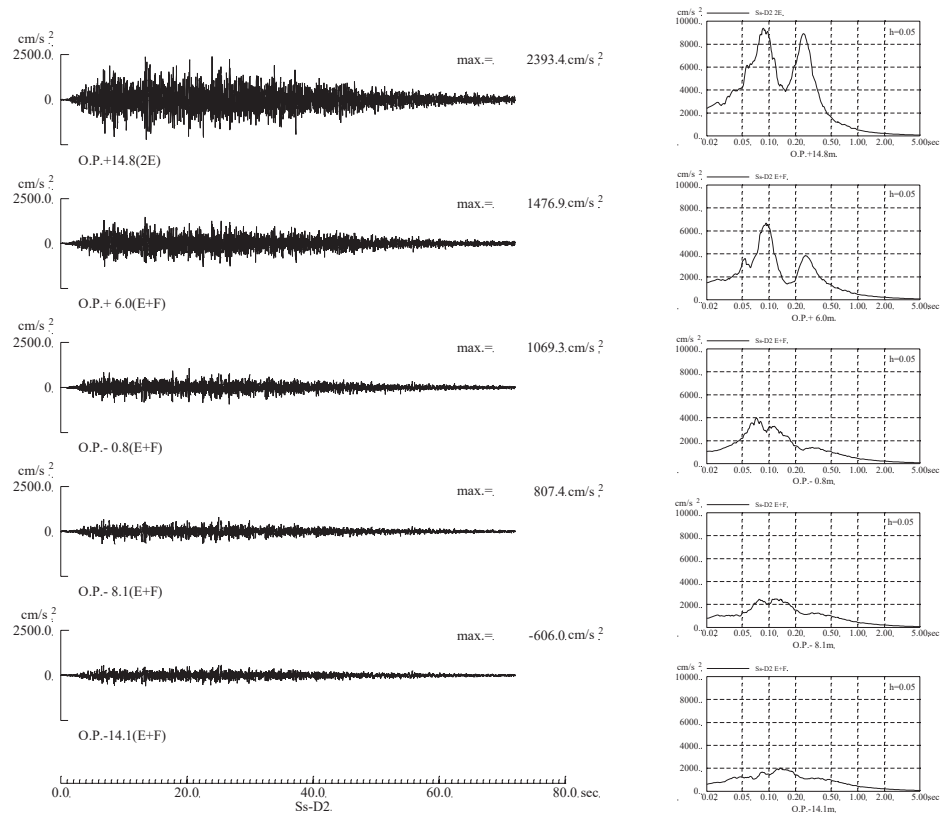 cm/s 2
2500.0
max.= 2393.4 cm/s 2
0.
O.P.+14.8(2E)
cm/s 2
2500.0
max.= 1476.9 cm/s 2
0.
O.P.+ 6.0(E+F)
cm/s 2
2500.0
max.= 1069.3 cm/s 2
0.
O.P.- 0.8(E+F)
cm/s 2
2500.0
max.= 807.4 cm/s 2
0.
O.P.- 8.1(E+F)
cm/s 2
2500.0
max.= -606.0 cm/s 2
0.
O.P.-14.1(E+F)
0.0 20.0 40.0 60.0 80.0 sec
Ss-D2
cm/s 2 Ss-D2 2E
10000.
h=0.05
8000.
6000.
4000.
2000.
0.
0.02 0.05 0.10 0.20 0.50 1.00 2.00 5.00sec
O.P.+14.8m
cm/s 2 Ss-D2 E+F
10000.
h=0.05
8000.
6000.
4000.
2000.
0.
0.02 0.05 0.10 0.20 0.50 1.00 2.00 5.00sec
O.P.+ 6.0m
cm/s 2 Ss-D2 E+F
10000.
h=0.05
8000.
6000.
4000.
2000.
0.
0.02 0.05 0.10 0.20 0.50 1.00 2.00 5.00sec
O.P.- 0.8m
cm/s 2 Ss-D2 E+F
10000.
h=0.05
8000.
6000.
4000.
2000.
0.
0.02 0.05 0.10 0.20 0.50 1.00 2.00 5.00sec
O.P.- 8.1m
cm/s 2 Ss-D2 E+F
10000.
h=0.05
8000.
6000.
4000.
2000.
0.
0.02 0.05 0.10 0.20 0.50 1.00 2.00 5.00sec
O.P.-14.1m